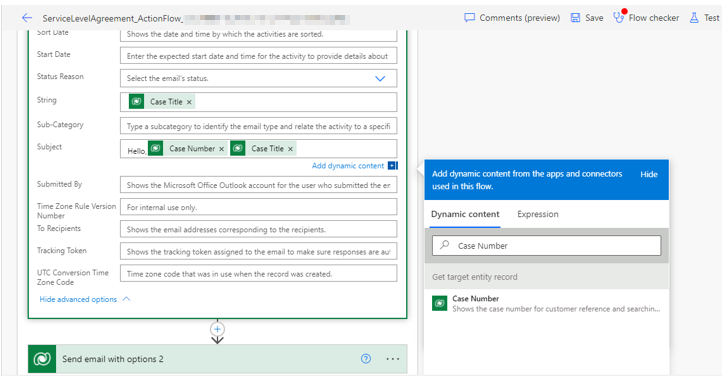 ServiceLevelAgreement_ActionFlow_
Comments (preview) Save Flow checker Test
Sort Date Shows the date and time by which the activities are sorted.
Start Date Enter the expected start date and time for the activity to provide details about
Status Reason Select the email's status.
String Case Title ×
Sub-Category Type a subcategory to identify the email type and relate the activity to a specifi
Subject Hello, Case Number × Case Title ×
Add dynamic content
Submitted By Shows the Microsoft Office Outlook account for the user who submitted the en
Time Zone Rule Version
Number
For internal use only.
To Recipients Shows the email addresses corresponding to the recipients.
Tracking Token Shows the tracking token assigned to the email to make sure responses are au
UTC Conversion Time
Zone Code
Time zone code that was in use when the record was created.
Hide advanced options
Send email with options 2
Add dynamic content from the apps and connectors
used in this flow.
Hide
Dynamic content Expression
Case Number
Get target entity record
Case Number
Shows the case number for customer reference and searchin...